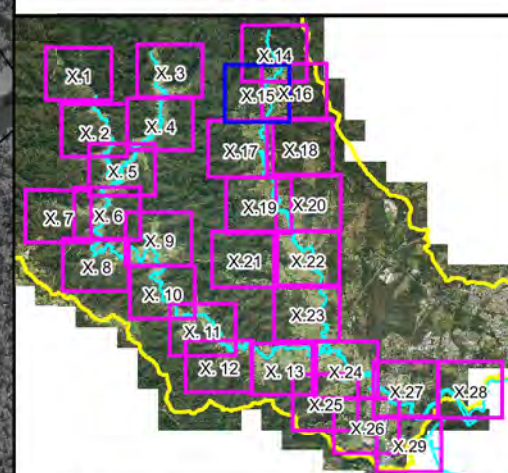 X.14
X.1
X. 3
X.15
X.16
X. 2
X. 4
X.17
X.18
X. 5
X. 7
X. 6
X.19
X.20
X. 9
X. 8
X.21
X.22
X. 10
X. 11
X.23
X. 12
X. 13
X.24
X.27
X.28
X.25
X.26
X.29